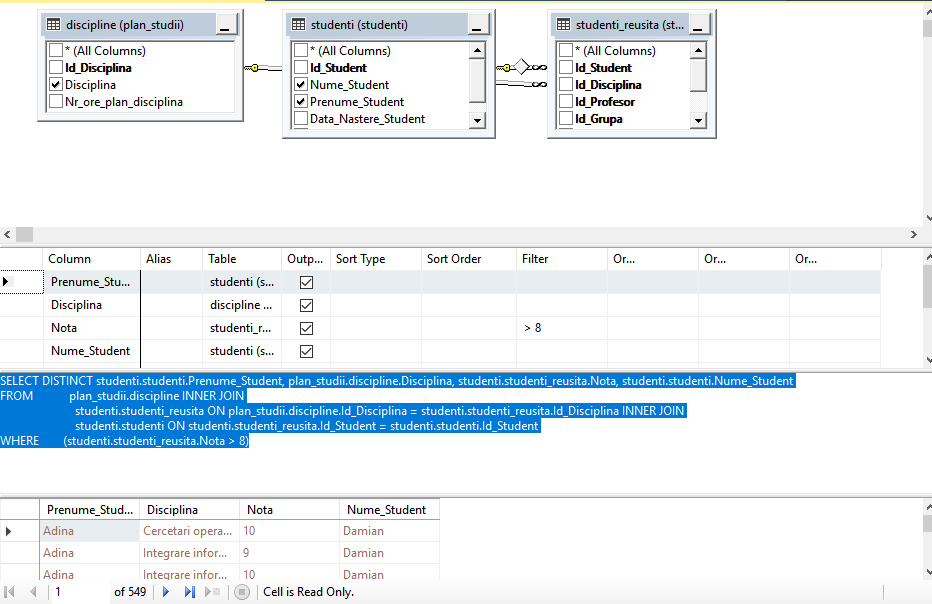 discipline (plan_studii)
* (All Columns)
Id_Disciplina
Disciplina
Nr_ore_plan_disciplina
studenti (studenti)
* (All Columns)
Id_Student
Nume_Student
Prenume_Student
Data_Nastere_Student
studenti_reusita (st...
* (All Columns)
Id_Student
Id_Disciplina
Id_Profesor
Id_Grupa
Column Alias Table Outp... Sort Type Sort Order Filter Or... Or... Or...
Prenume_Stu... studenti (s...
Disciplina discipline ...
Nota studenti_r... > 8
Nume_Student studenti (s...
SELECT DISTINCT studenti.studenti.Prenume_Student, plan_studii.discipline.Disciplina, studenti.studenti_reusita.Nota, studenti.studenti.Nume_Student
FROM plan_studii.discipline INNER JOIN
studenti.studenti_reusita ON plan_studii.discipline.Id_Disciplina = studenti.studenti_reusita.Id_Disciplina INNER JOIN
studenti.studenti ON studenti.studenti_reusita.Id_Student = studenti.studenti.Id_Student
WHERE (studenti.studenti_reusita.Nota > 8)
Prenume_Stud... Disciplina Nota Nume_Student
Adina Cercetari opera... 10 Damian
Adina Integrare infor... 9 Damian
Adina Integrare infor... 10 Damian
1 of 549 Cell is Read Only.